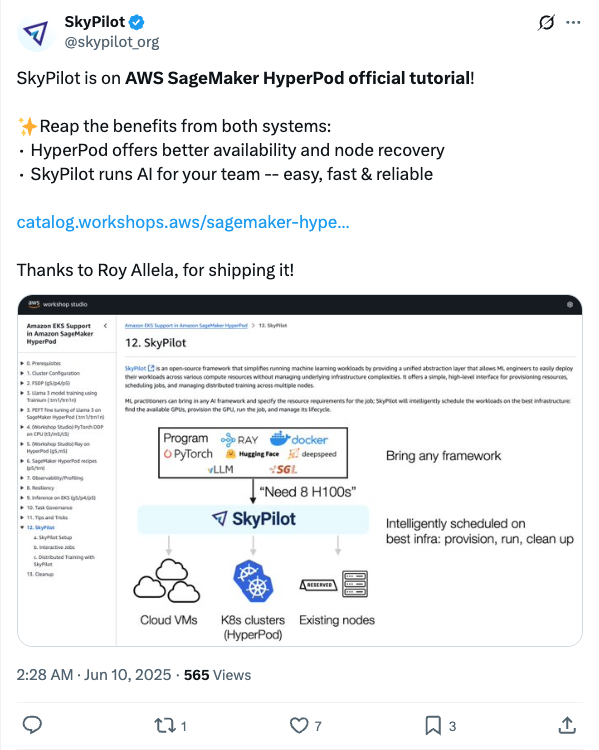 SkyPilot
@skypilot_org
SkyPilot is on AWS SageMaker HyperPod official tutorial!
✨Reap the benefits from both systems:
• HyperPod offers better availability and node recovery
• SkyPilot runs AI for your team -- easy, fast & reliable
catalog.workshops.aws/sagemaker-hype...
Thanks to Roy Allela, for shipping it!
aws workshop studio
Amazon EKS Support
in Amazon SageMaker
HyperPod
0. Prerequisites
1. Cluster Configuration
2. FSDP (g5/p4/p5)
3. Llama 3 model training using
Trainium (trn1/trn1n)
3. PEFT fine tuning of Llama 3 on
SageMaker HyperPod (trn1/trn1n)
4. (Workshop Studio) PyTorch DDP
on CPU (t3/m5/c5)
5. (Workshop Studio) Ray on
HyperPod (g5,m5)
6. SageMaker HyperPod recipes
(p5/trn)
7. Observability/Profiling
8. Resiliency
9. Inference on EKS (g5/p4/p5)
10. Task Governance
11. Tips and Tricks
12. SkyPilot
a. SkyPilot Setup
b. Interactive Jobs
c. Distributed Training with
SkyPilot
13. Cleanup
Amazon EKS Support in Amazon SageMaker HyperPod > 12. SkyPilot
12. SkyPilot
SkyPilot is an open-source framework that simplifies running machine learning workloads by providing a unified abstraction layer that allows ML engineers to easily deploy
their workloads across various compute resources without managing underlying infrastructure complexities. It offers a simple, high-level interface for provisioning resources,
scheduling jobs, and managing distributed training across multiple nodes.
ML practitioners can bring in any AI framework and specify the resource requirements for the job; SkyPilot will intelligently schedule the workloads on the best infrastructure:
find the available GPUs, provision the GPU, run the job, and manage its lifecycle.
Program RAY docker
PyTorch Hugging Face deepspeed
vLLM SGL
Bring any framework
"Need 8 H100s"
SkyPilot
Intelligently scheduled on
best infra: provision, run, clean up
RESERVED
Cloud VMs K8s clusters Existing nodes
(HyperPod)
2:28 AM · Jun 10, 2025 · 565 Views
1 7 3